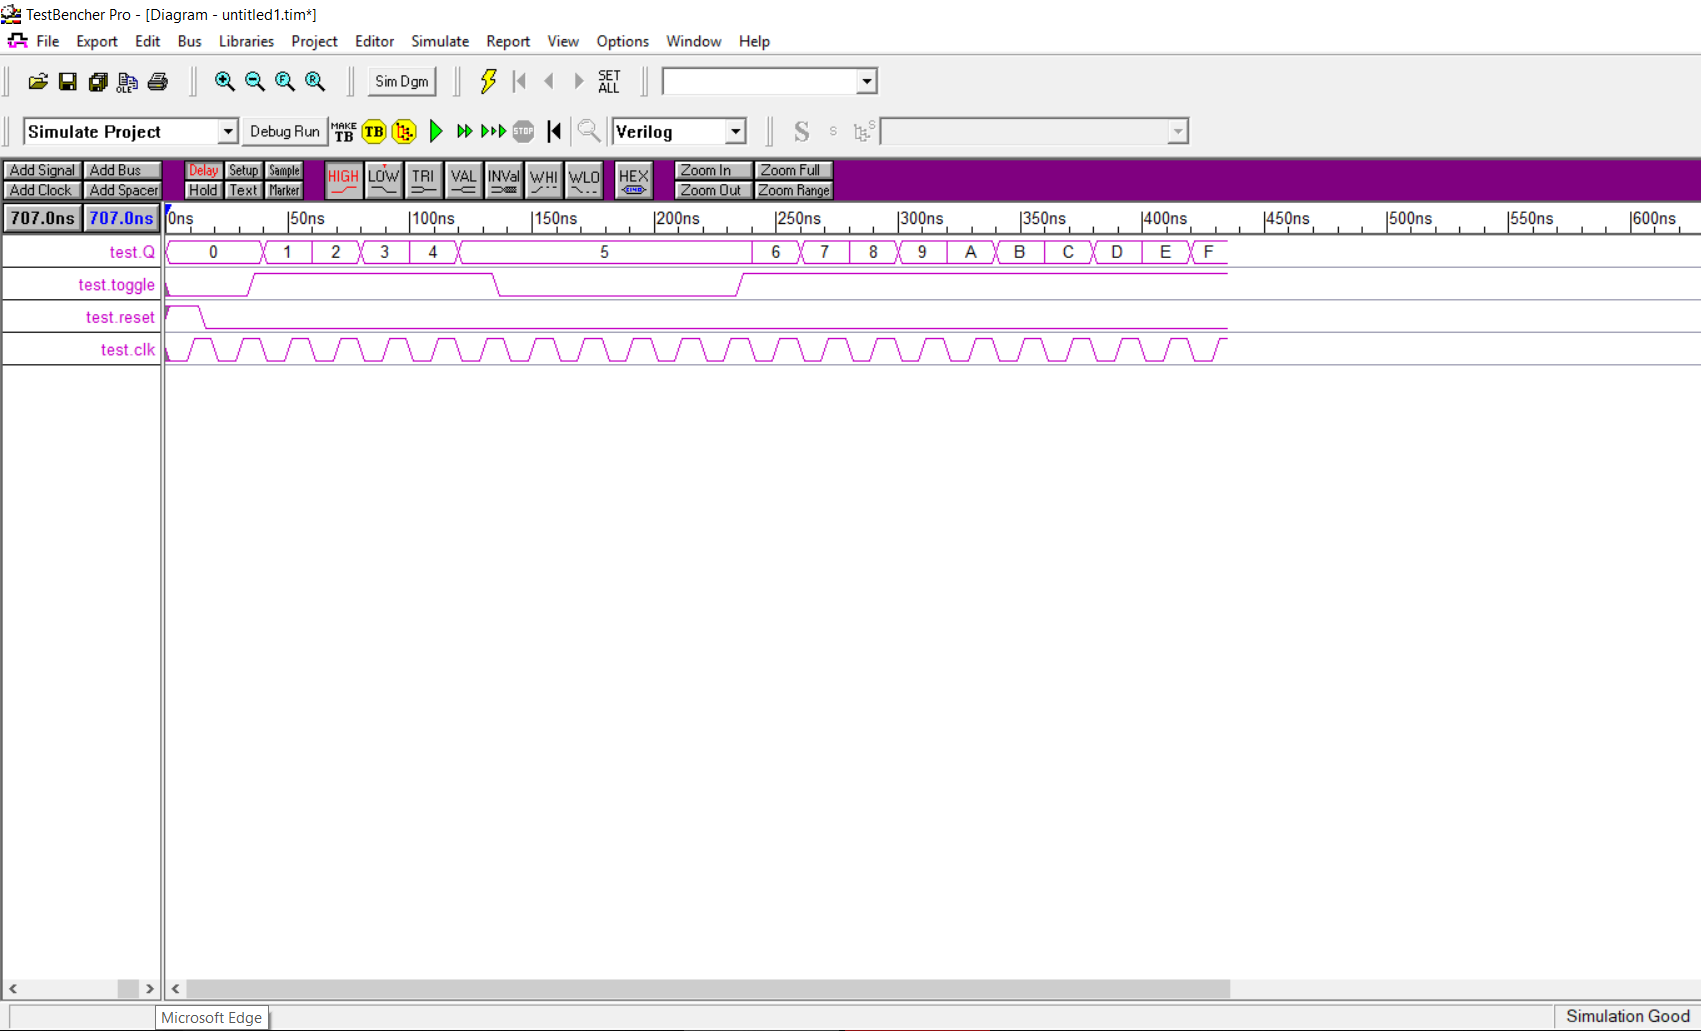 TestBencher Pro - [Diagram - untitled1.tim*]
File Export Edit Bus Libraries Project Editor Simulate Report View Options Window Help
OLE Sim Dgm SET ALL
Simulate Project Debug Run MAKE TB TB STOP Verilog S s S
Add Signal Add Bus Delay Setup Sample HIGH LOW TRI VAL INVal WHI WLO HEX Zoom In Zoom Full
Add Clock Add Spacer Hold Text Marker Zoom Out Zoom Range
707.0ns 707.0ns 0ns 50ns 100ns 150ns 200ns 250ns 300ns 350ns 400ns 450ns 500ns 550ns 600ns
test.Q 0 1 2 3 4 5 6 7 8 9 A B C D E F
test.toggle
test.reset
test.clk
Microsoft Edge
Simulation Good